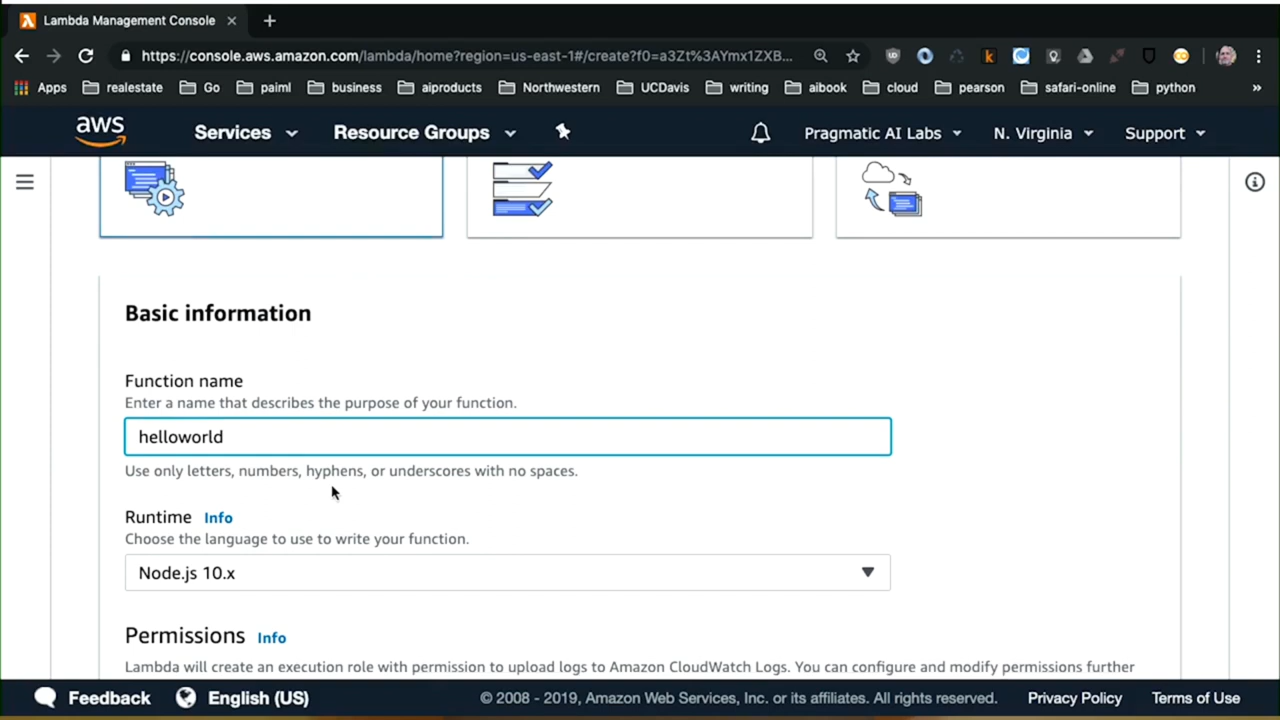 Lambda Management Console
https://console.aws.amazon.com/lambda/home?region=us-east-1#/create?f0=a3Zt%3AYmx1ZXB...
Apps realestate Go paiml business aiproducts Northwestern UCDavis writing aibook cloud pearson safari-online python »
aws Services Resource Groups Pragmatic AI Labs N. Virginia Support
Basic information
Function name
Enter a name that describes the purpose of your function.
helloworld
Use only letters, numbers, hyphens, or underscores with no spaces.
Runtime Info
Choose the language to use to write your function.
Node.js 10.x
Permissions Info
Lambda will create an execution role with permission to upload logs to Amazon CloudWatch Logs. You can configure and modify permissions further
Feedback English (US) © 2008 - 2019, Amazon Web Services, Inc. or its affiliates. All rights reserved. Privacy Policy Terms of Use